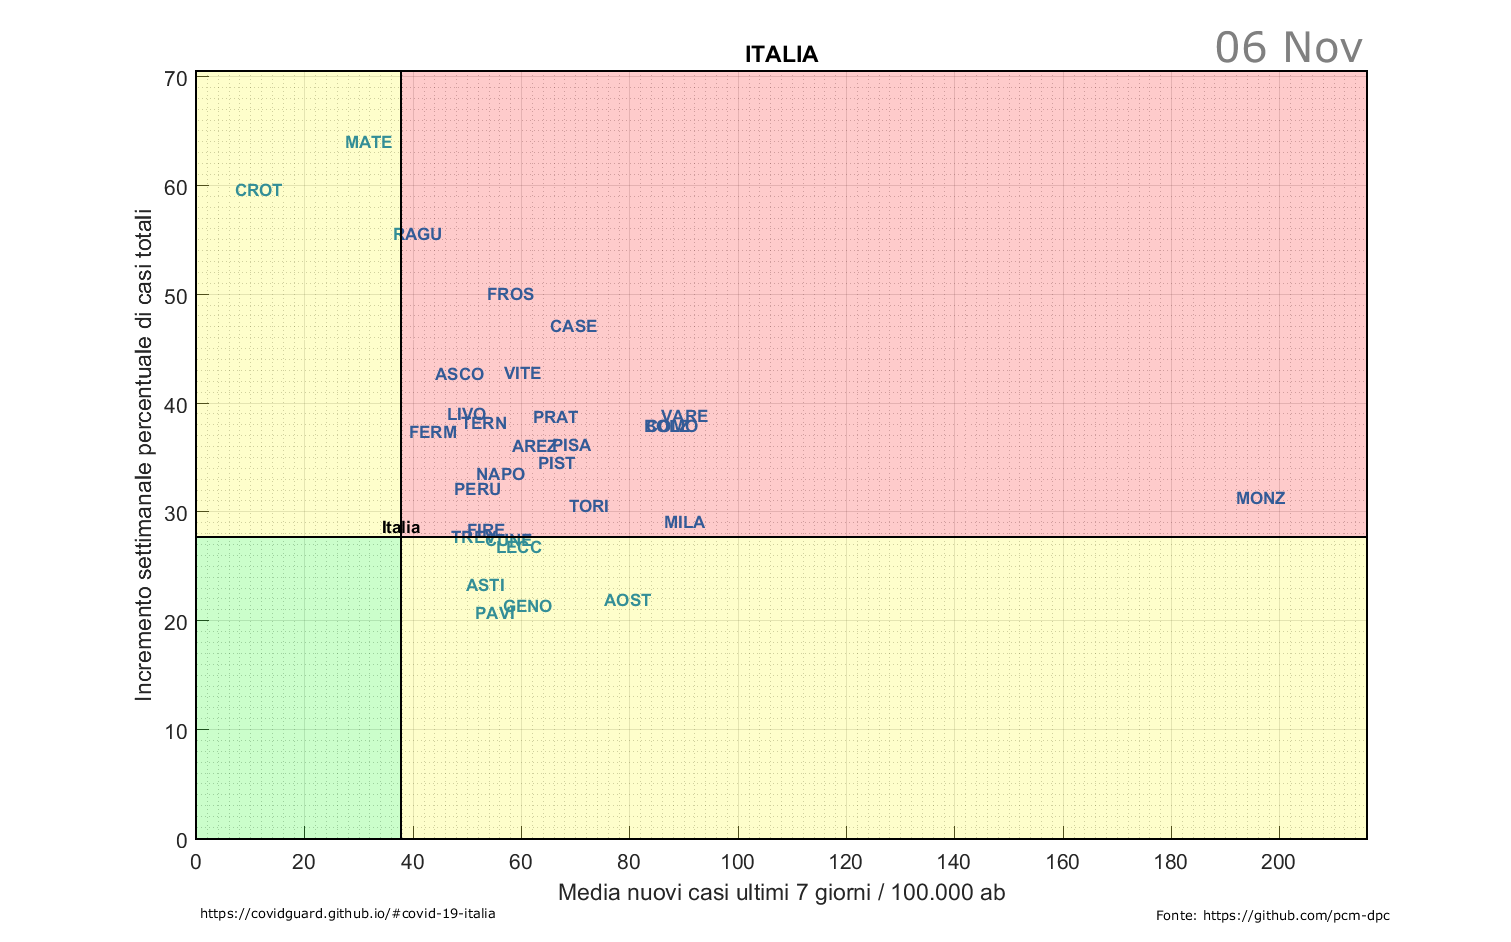 06 Nov
ITALIA
70
60
50
40
30
20
10
0
Incremento settimanale percentuale di casi totali
MATE
CROT
RAGU
FROS
CASE
ASCO
VITE
LIVO
TERN
PRAT
VARE
FERM
AREZ
PISA
PIST
NAPO
PERU
TORI
MONZ
MILA
Italia
FIRE
CUNE
LECC
ASTI
AOST
GENO
PAVI
0
20
40
60
80
100
120
140
160
180
200
Media nuovi casi ultimi 7 giorni / 100.000 ab
https://covidguard.github.io/#covid-19-italia
Fonte: https://github.com/pcm-dpc